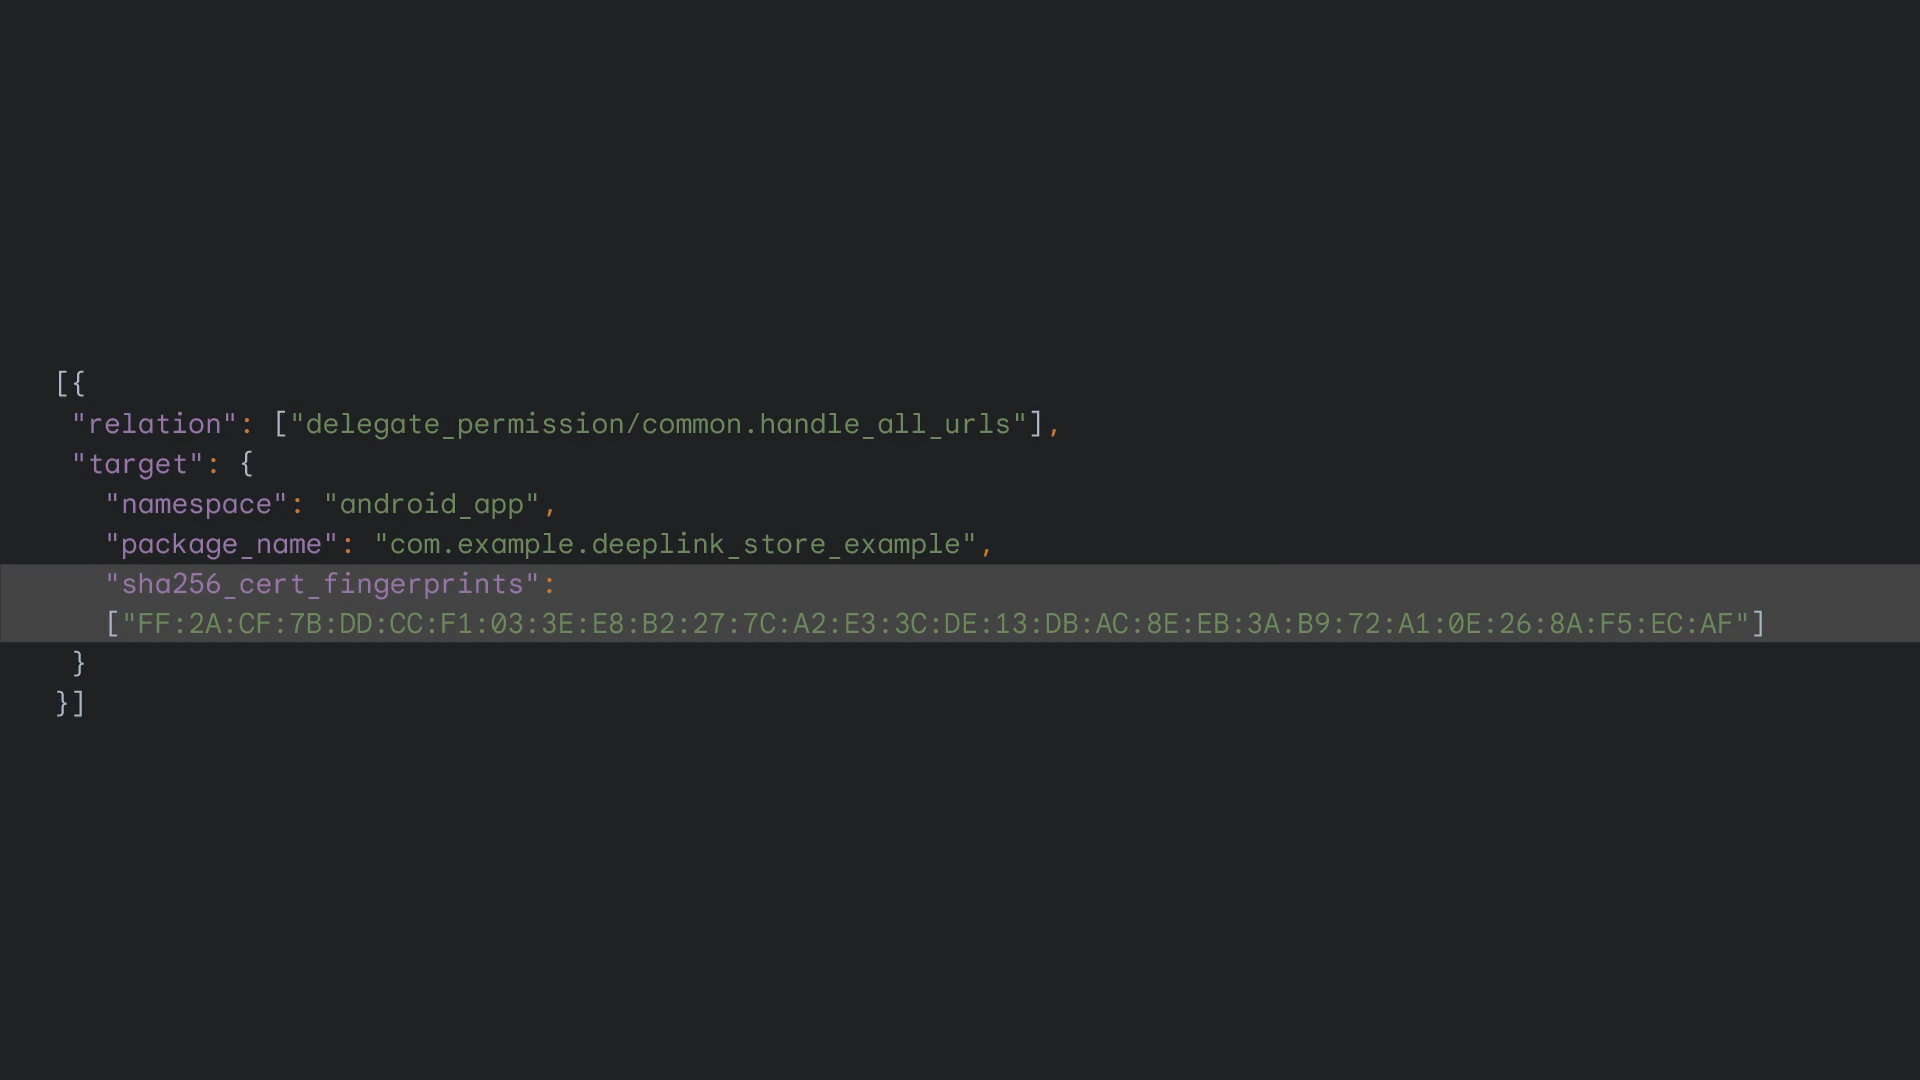 [{
"relation": ["delegate_permission/common.handle_all_urls"],
"target": {
"namespace": "android_app",
"package_name": "com.example.deeplink_store_example",
"sha256_cert_fingerprints":
["FF:2A:CF:7B:DD:CC:F1:03:3E:E8:B2:27:7C:A2:E3:3C:DE:13:DB:AC:8E:EB:3A:B9:72:A1:0E:26:8A:F5:EC:AF"]
}
}]